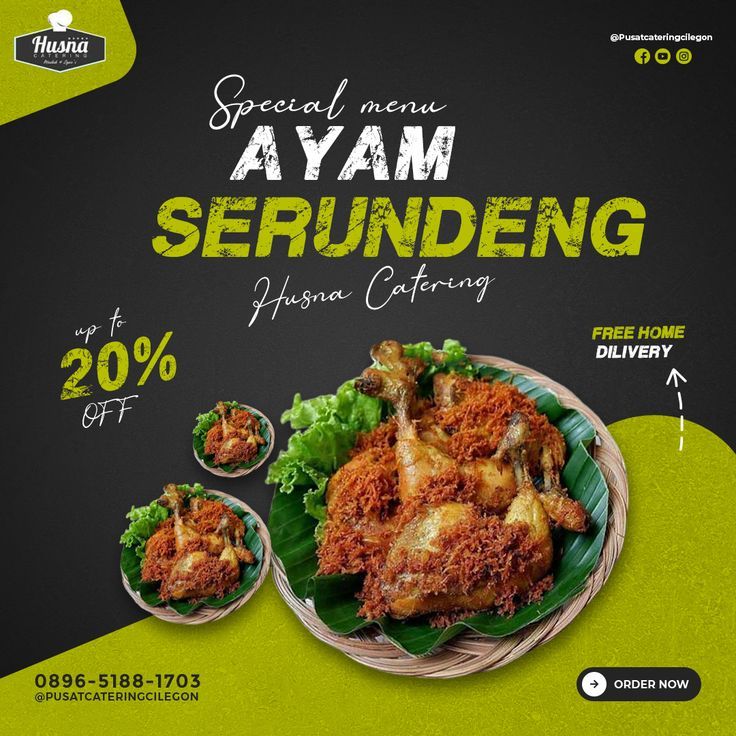 Husna
CATERING
@Pusatcateringcilegon
Special menu
AYAM
SERUNDENG
Husna Catering
up to
20%
OFF
FREE HOME
DILIVERY
0896-5188-1703
@PUSATCATERINGCILEGON
ORDER NOW